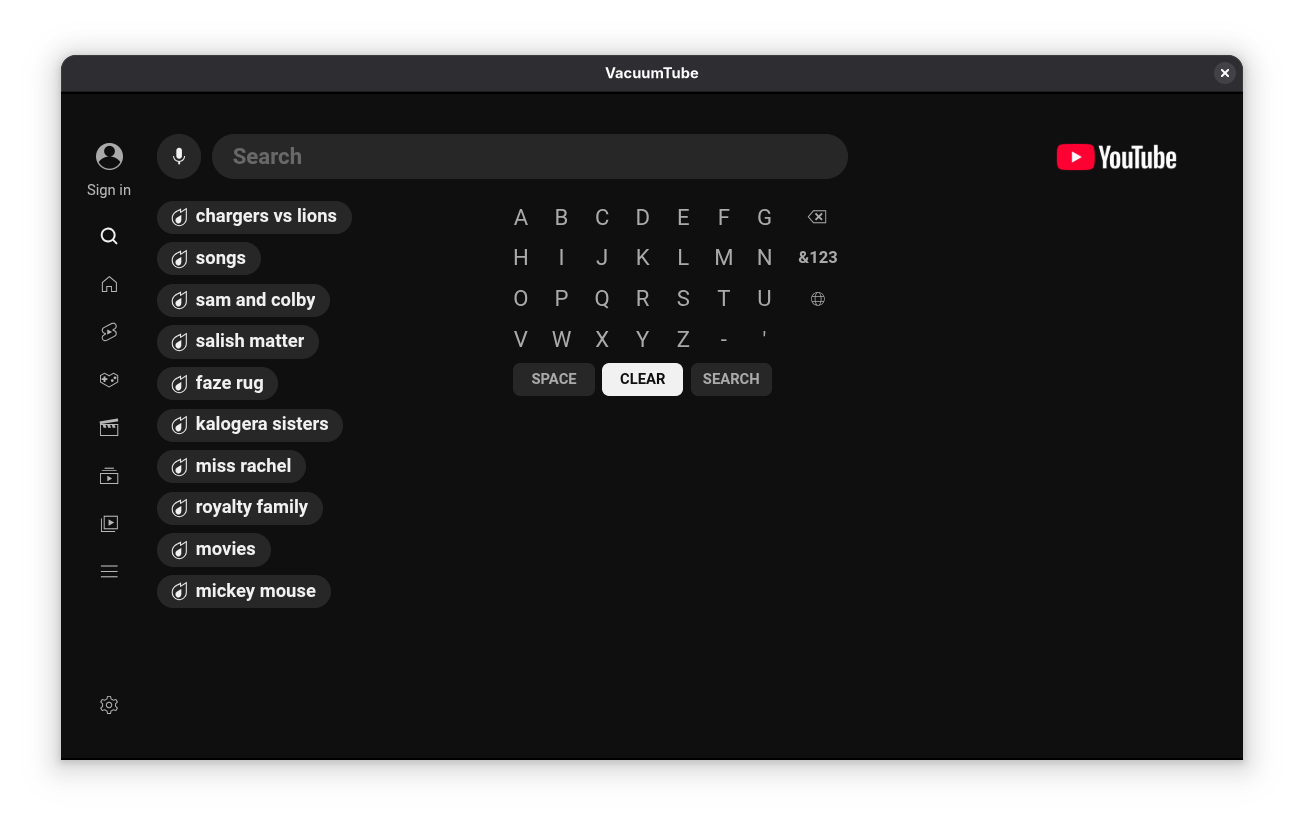 VacuumTube
Search
YouTube
Sign in
chargers vs lions
songs
sam and colby
salish matter
faze rug
kalogera sisters
miss rachel
royalty family
movies
mickey mouse
A B C D E F G
H I J K L M N &123
O P Q R S T U
V W X Y Z - '
SPACE CLEAR SEARCH